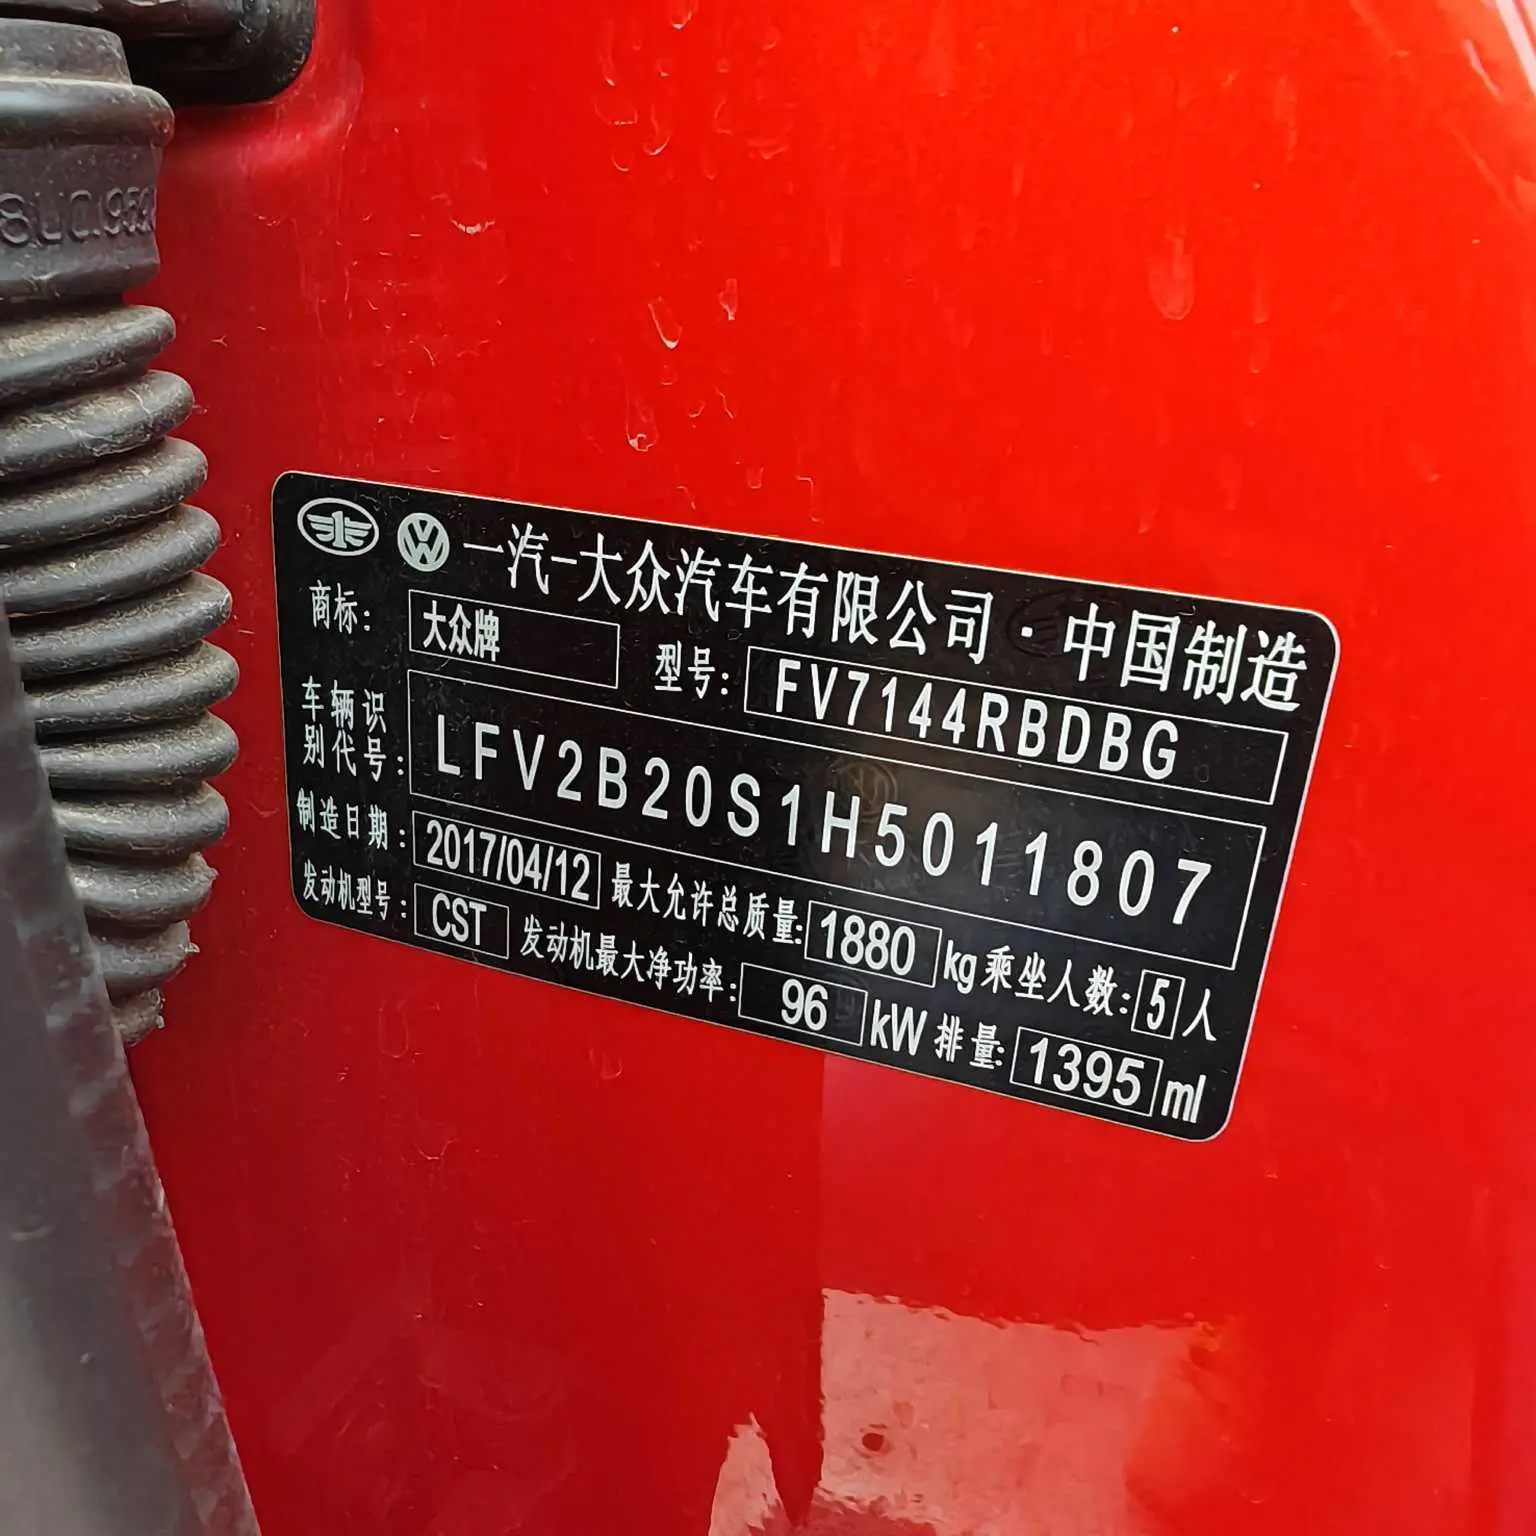 8U0.959
一汽-大众汽车有限公司·中国制造
商标: 大众牌 型号: FV7144RBDBG
车辆识别代号: LFV2B20S1H5011807
制造日期: 2017/04/12 最大允许总质量: 1880 kg 乘坐人数: 5 人
发动机型号: CST 发动机最大净功率: 96 kW 排量: 1395 ml